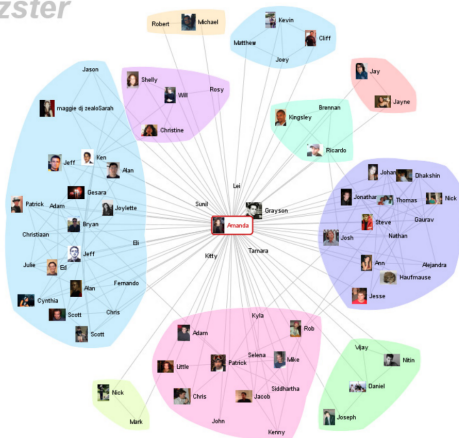 zster
Robert
Michael
Kevin
Matthew
Cliff
Joey
Jason
Shelly
Will
Rosy
Christine
Jay
Jayne
maggie dj zealoSarah
Brennan
Kingsley
Ricardo
Jeff
Ken
Alan
Gesara
Joylette
Patrick
Adam
Bryan
Christiaan
Jeff
Eli
Julie
Ed
Alan
Fernando
Cynthia
Scott
Chris
Scott
Lei
Sunil
Grayson
Amanda
Kitty
Tamara
Johan
Dhakshin
Jonathar
Thomas
Nick
Steve
Gaurav
Josh
Nathan
Ann
Alejandra
Haufmause
Jesse
Kyla
Adam
Rob
Selena
Little
Patrick
Mike
Siddhartha
Chris
Jacob
John
Kenny
Vijay
Nitin
Daniel
Joseph
Nick
Mark